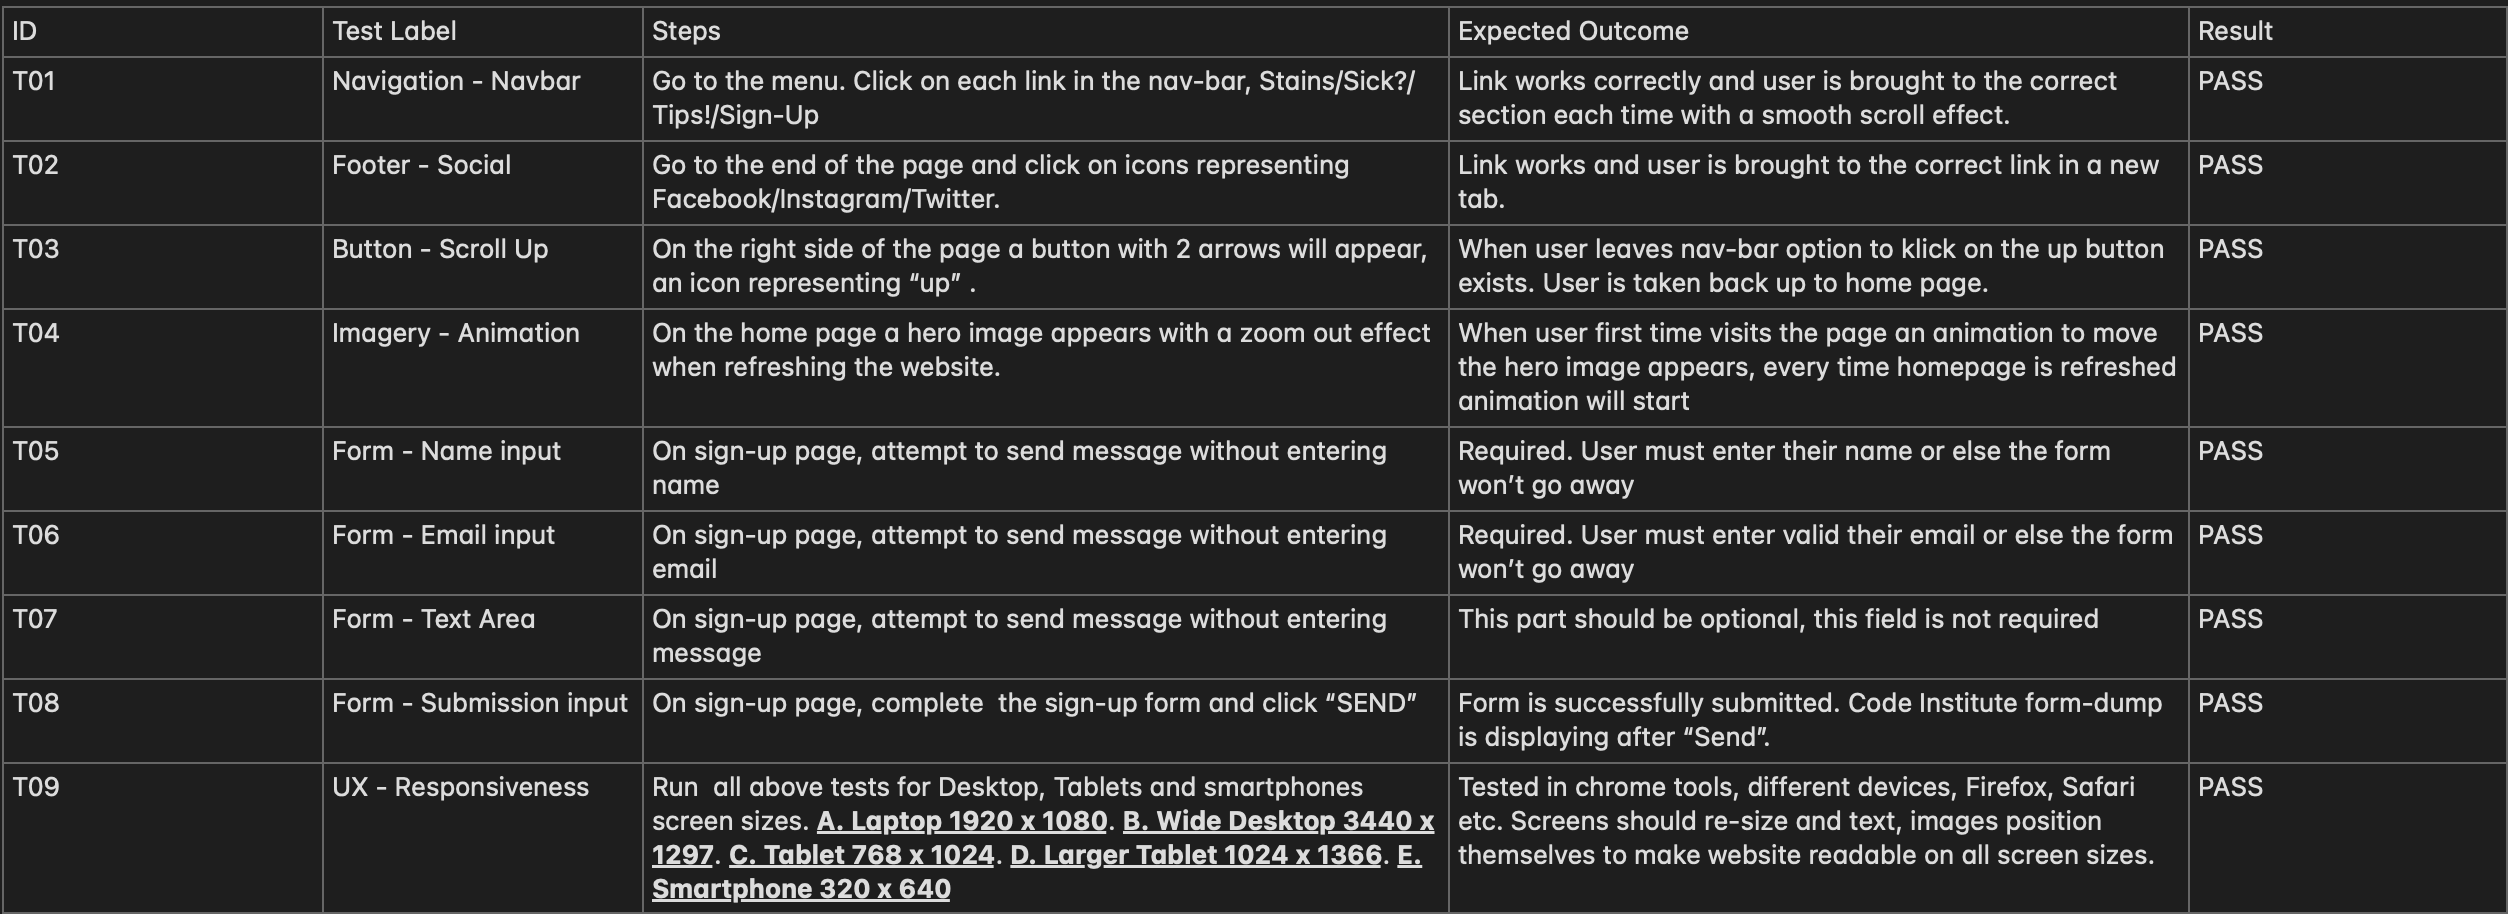 ID
Test Label
Steps
Expected Outcome
Result
T01
Navigation - Navbar
Go to the menu. Click on each link in the nav-bar, Stains/Sick?/
Tips!/Sign-Up
Link works correctly and user is brought to the correct
section each time with a smooth scroll effect.
PASS
T02
Footer - Social
Go to the end of the page and click on icons representing
Facebook/Instagram/Twitter.
Link works and user is brought to the correct link in a new
tab.
PASS
T03
Button - Scroll Up
On the right side of the page a button with 2 arrows will appear,
an icon representing “up” .
When user leaves nav-bar option to klick on the up button
exists. User is taken back up to home page.
PASS
T04
Imagery - Animation
On the home page a hero image appears with a zoom out effect
when refreshing the website.
When user first time visits the page an animation to move
the hero image appears, every time homepage is refreshed
animation will start
PASS
T05
Form - Name input
On sign-up page, attempt to send message without entering
name
Required. User must enter their name or else the form
won’t go away
PASS
T06
Form - Email input
On sign-up page, attempt to send message without entering
email
Required. User must enter valid their email or else the form
won’t go away
PASS
T07
Form - Text Area
On sign-up page, attempt to send message without entering
message
This part should be optional, this field is not required
PASS
T08
Form - Submission input
On sign-up page, complete  the sign-up form and click “SEND”
Form is successfully submitted. Code Institute form-dump
is displaying after “Send”.
PASS
T09
UX - Responsiveness
Run  all above tests for Desktop, Tablets and smartphones
screen sizes. A. Laptop 1920 x 1080. B. Wide Desktop 3440 x
1297. C. Tablet 768 x 1024. D. Larger Tablet 1024 x 1366. E.
Smartphone 320 x 640
Tested in chrome tools, different devices, Firefox, Safari
etc. Screens should re-size and text, images position
themselves to make website readable on all screen sizes.
PASS